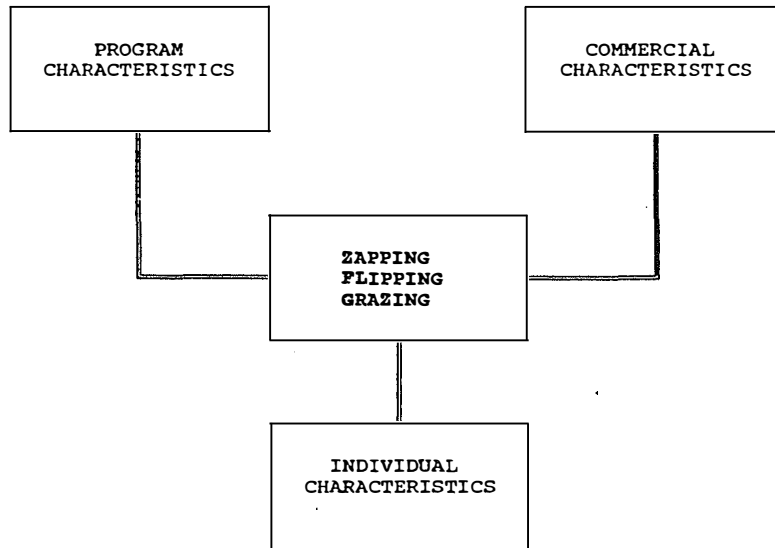 PROGRAM
CHARACTERISTICS
COMMERCIAL
CHARACTERISTICS
ZAPPING
FLIPPING
GRAZING
INDIVIDUAL
CHARACTERISTICS